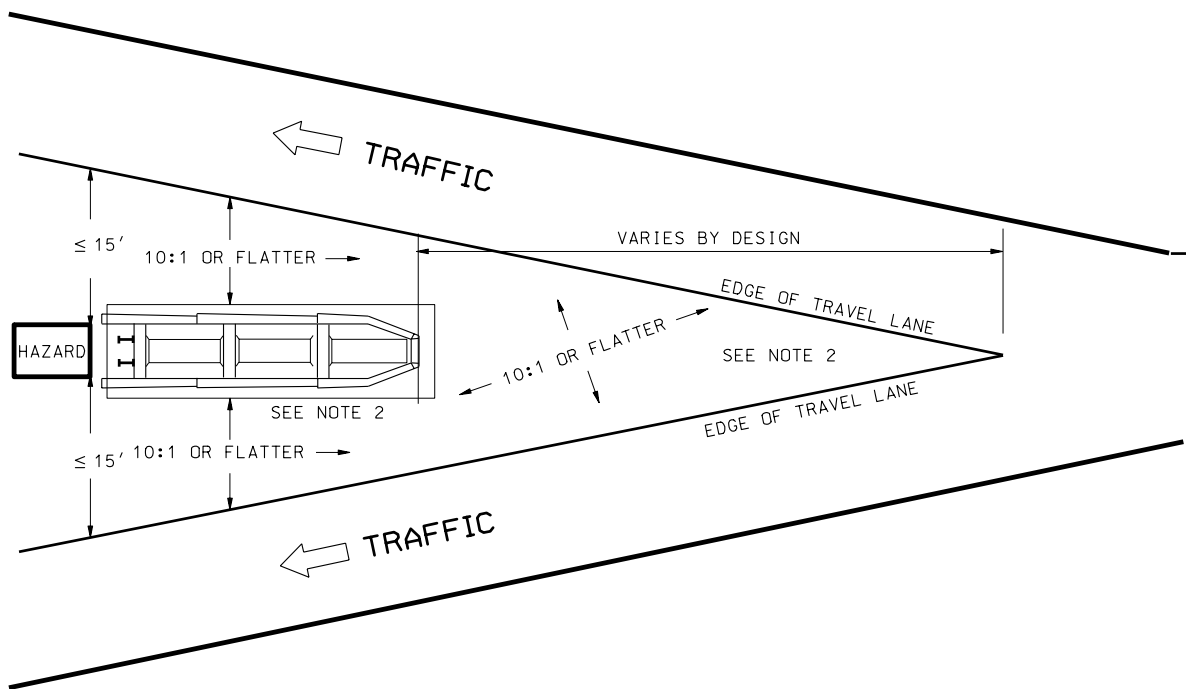 TRAFFIC
VARIES BY DESIGN
≤ 15'
10:1 OR FLATTER
EDGE OF TRAVEL LANE
HAZARD
10:1 OR FLATTER
SEE NOTE 2
SEE NOTE 2
EDGE OF TRAVEL LANE
≤ 15'
10:1 OR FLATTER
TRAFFIC